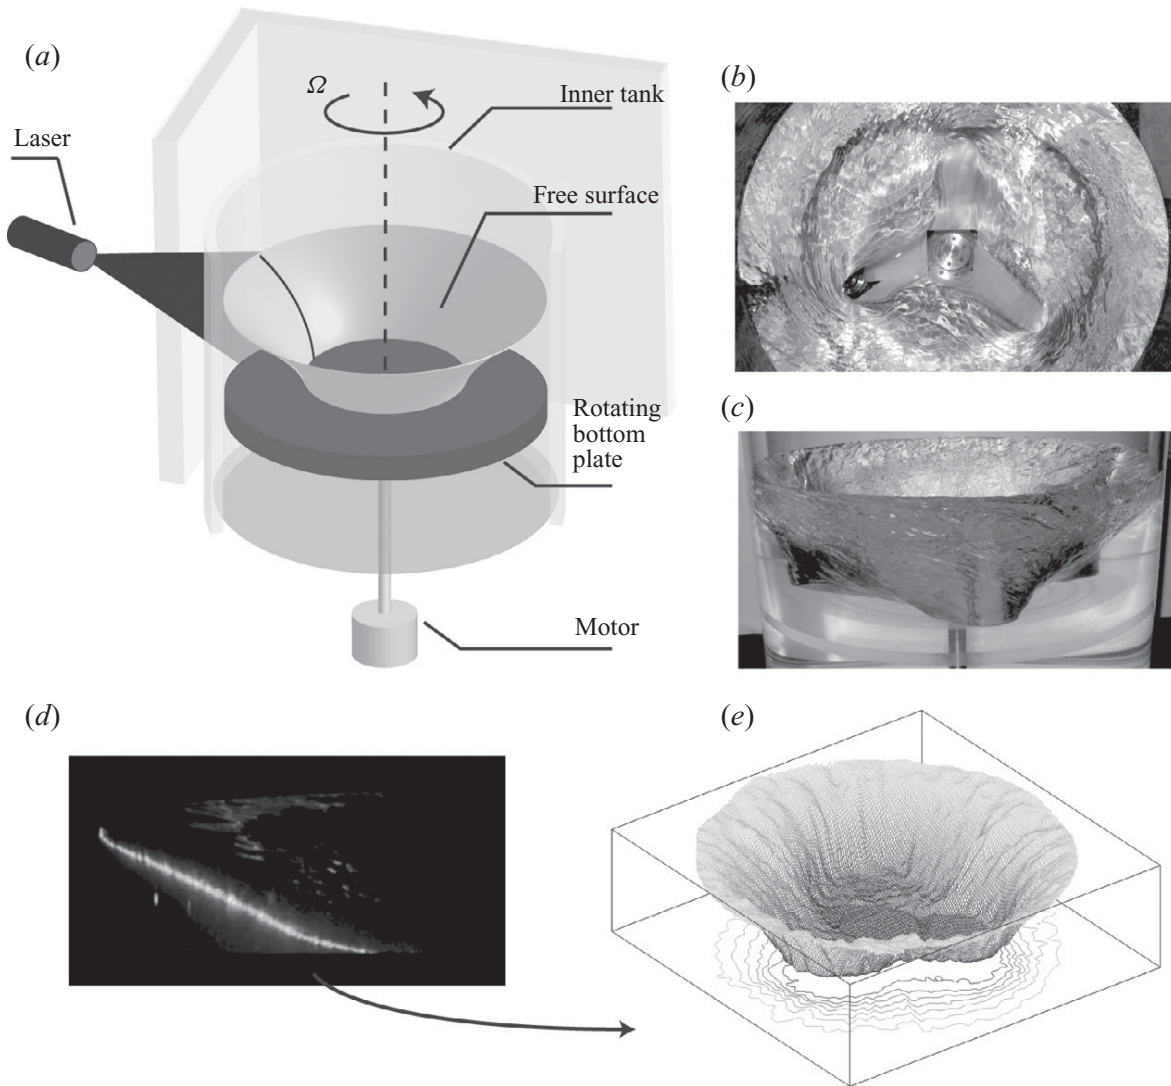 (a)
Ω
Inner tank
Laser
Free surface
Rotating
bottom
plate
Motor
(b)
(c)
(d)
(e)